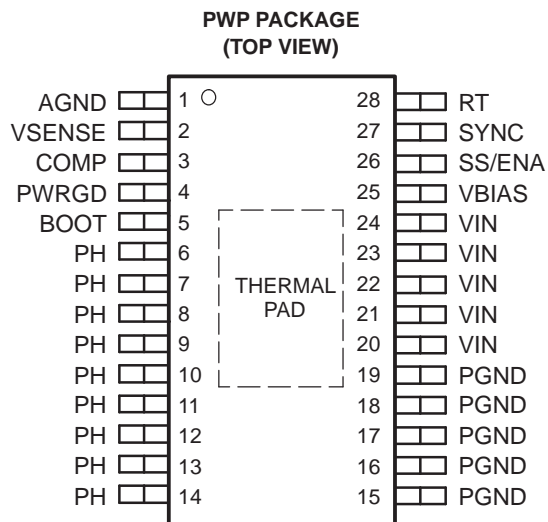 PWP PACKAGE
(TOP VIEW)
AGND 1 28 RT
VSENSE 2 27 SYNC
COMP 3 26 SS/ENA
PWRGD 4 25 VBIAS
BOOT 5 24 VIN
PH 6 23 VIN
PH 7 22 VIN
PH 8 21 VIN
PH 9 20 VIN
PH 10 19 PGND
PH 11 18 PGND
PH 12 17 PGND
PH 13 16 PGND
PH 14 15 PGND
THERMAL
PAD